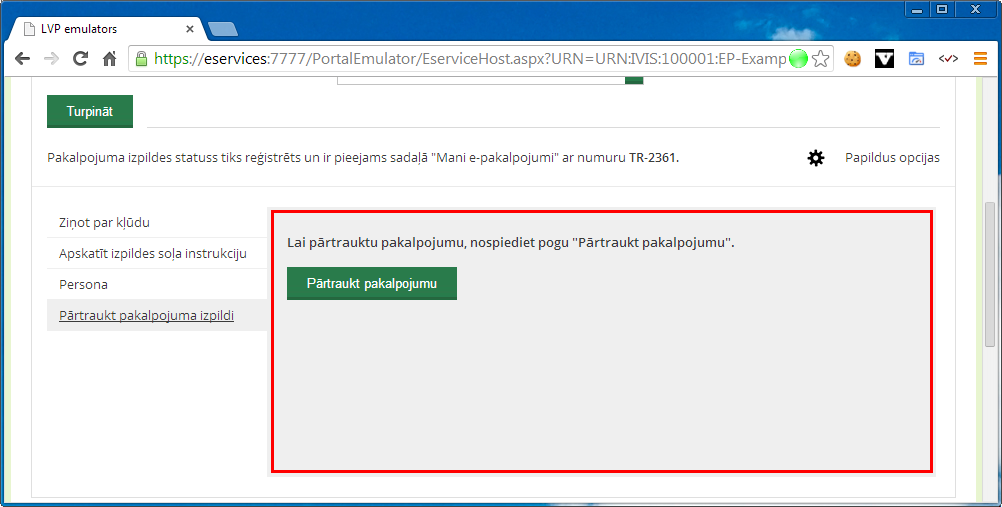 LVP emulators
https://eservices:7777/PortalEmulator/EserviceHost.aspx?URN=URN:IVIS:100001:EP-Examp
Turpināt
Pakalpojuma izpildes statuss tiks reģistrēts un ir pieejams sadaļā "Mani e-pakalpojumi" ar numuru TR-2361.
Papildus opcijas
Ziņot par kļūdu
Apskatīt izpildes soļa instrukciju
Persona
Pārtraukt pakalpojuma izpildi
Lai pārtrauktu pakalpojumu, nospiediet pogu "Pārtraukt pakalpojumu".
Pārtraukt pakalpojumu